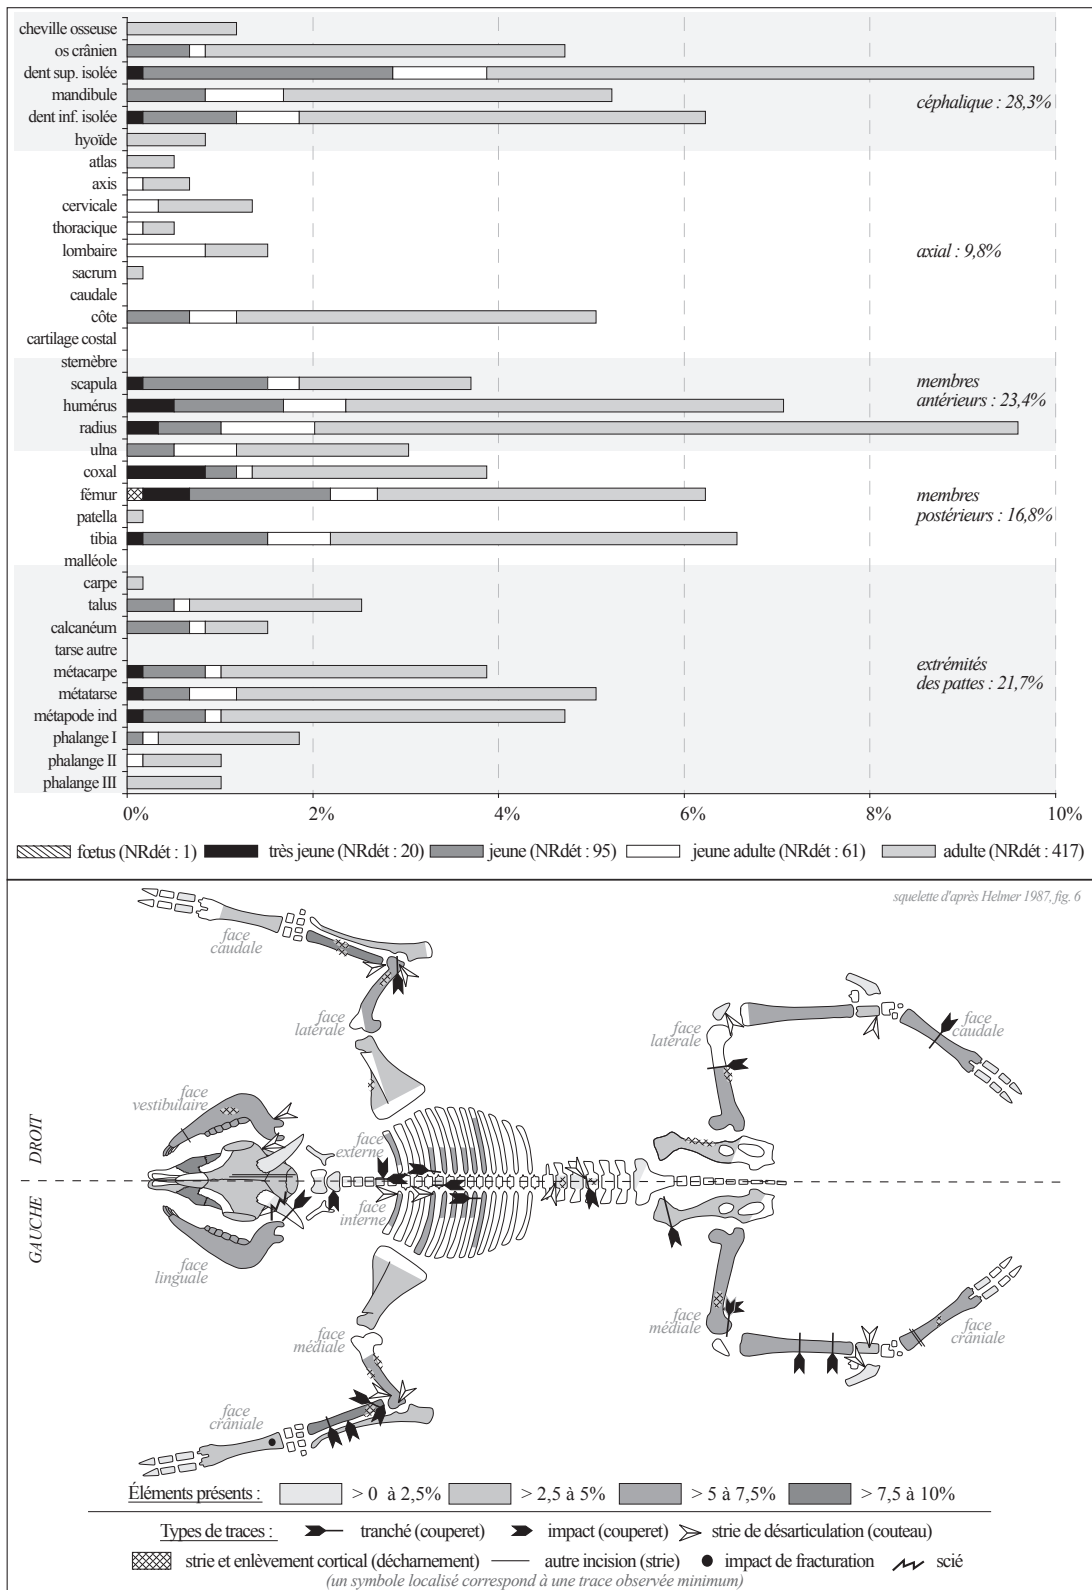 cheville osseuse
os crânien
dent sup. isolée
mandibule
dent inf. isolée
hyoïde
céphalique : 28,3%
atlas
axis
cervicale
thoracique
lombaire
sacrum
caudale
côte
cartilage costal
sternèbre
axial : 9,8%
scapula
humérus
radius
ulna
membres
antérieurs : 23,4%
coxal
fémur
patella
tibia
malléole
membres
postérieurs : 16,8%
carpe
talus
calcanéum
tarse autre
métacarpe
métatarse
métapode ind
phalange I
phalange II
phalange III
extrémités
des pattes : 21,7%
0% 2% 4% 6% 8% 10%
fœtus (NRdét : 1) très jeune (NRdét : 20) jeune (NRdét : 95) jeune adulte (NRdét : 61) adulte (NRdét : 417)
squelette d'après Helmer 1987, fig. 6
face
caudale
face
latérale
face
latérale
face
caudale
face
vestibulaire
face
externe
DROIT
GAUCHE
face
interne
face
linguale
face
médiale
face
médiale
face
crâniale
face
crâniale
Éléments présents : > 0 à 2,5% > 2,5 à 5% > 5 à 7,5% > 7,5 à 10%
Types de traces : tranché (couperet) impact (couperet) strie de désarticulation (couteau)
strie et enlèvement cortical (décharnement) autre incision (strie) impact de fracturation scié
(un symbole localisé correspond à une trace observée minimum)